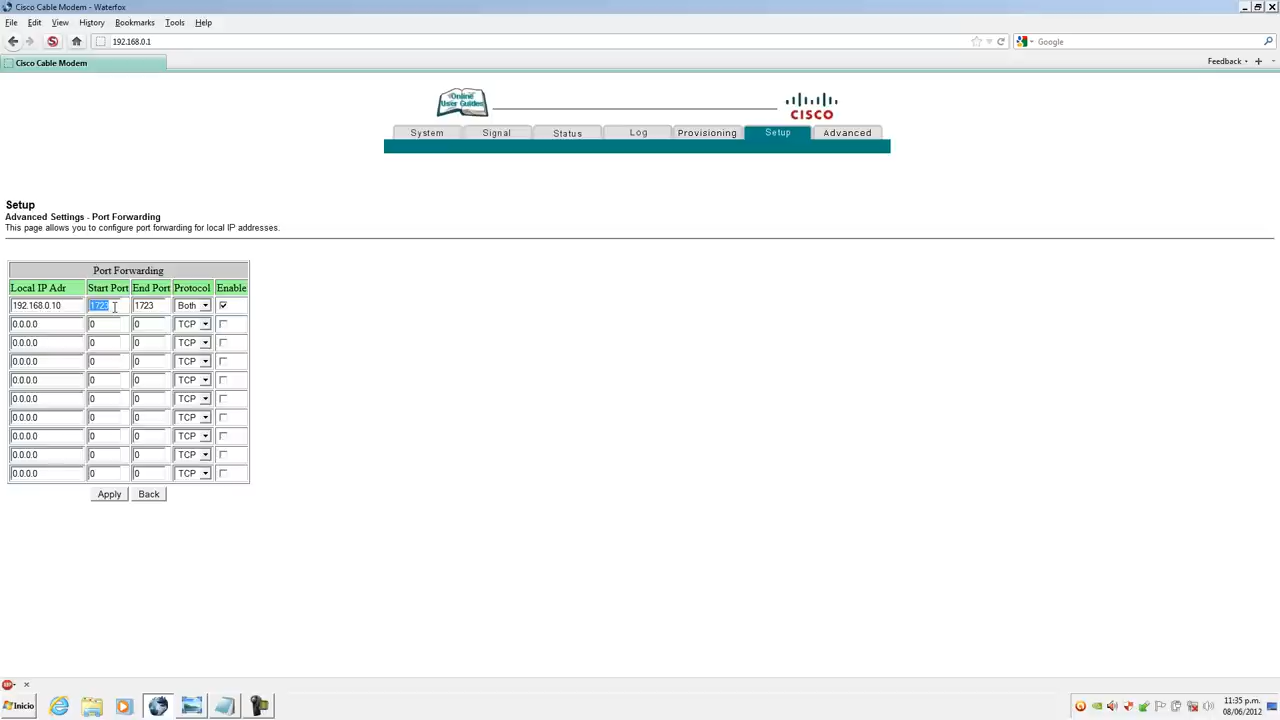 Cisco Cable Modem - Waterfox
File Edit View History Bookmarks Tools Help
192.168.0.1
Google
Cisco Cable Modem
Feedback
Online User Guides
CISCO
System Signal Status Log Provisioning Setup Advanced
Setup
Advanced Settings - Port Forwarding
This page allows you to configure port forwarding for local IP addresses.
Port Forwarding
Local IP Adr Start Port End Port Protocol Enable
192.168.0.10 1723 1723 Both
0.0.0.0 0 0 TCP
0.0.0.0 0 0 TCP
0.0.0.0 0 0 TCP
0.0.0.0 0 0 TCP
0.0.0.0 0 0 TCP
0.0.0.0 0 0 TCP
0.0.0.0 0 0 TCP
0.0.0.0 0 0 TCP
0.0.0.0 0 0 TCP
Apply Back
Inicio
11:35 p.m.
08/06/2012